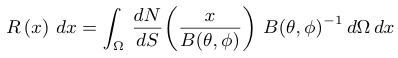 R(x) dx = ∫_Ω dN/dS (x/B(θ,ϕ)) B(θ,ϕ)⁻¹ dΩ dx